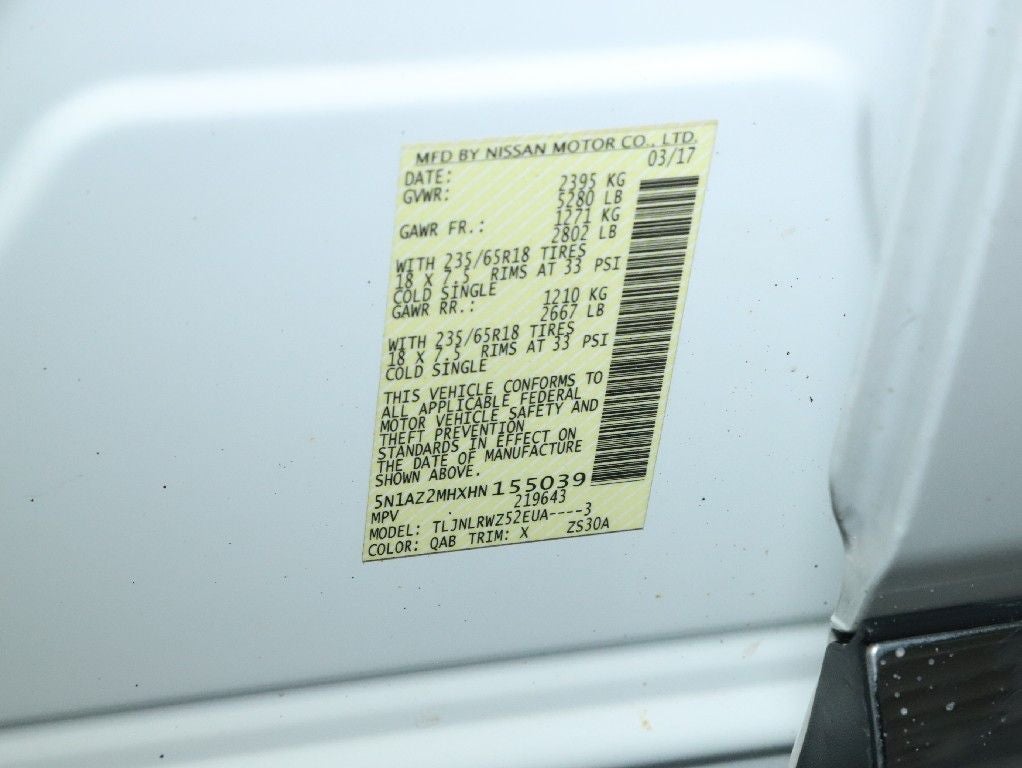 MFD BY NISSAN MOTOR CO., LTD.
DATE: 03/17
GVWR: 2395 KG
5280 LB
GAWR FR.: 1271 KG
2802 LB
WITH 235/65R18 TIRES
18 X 7.5 RIMS AT 33 PSI
COLD SINGLE
GAWR RR.: 1210 KG
2667 LB
WITH 235/65R18 TIRES
18 X 7.5 RIMS AT 33 PSI
COLD SINGLE
THIS VEHICLE CONFORMS TO
ALL APPLICABLE FEDERAL
MOTOR VEHICLE SAFETY AND
THEFT PREVENTION
STANDARDS IN EFFECT ON
THE DATE OF MANUFACTURE
SHOWN ABOVE.
5N1AZ2MHXHN155039
MPV 219643
MODEL: TLJNLRWZ52EUA----3
COLOR: QAB TRIM: X ZS30A